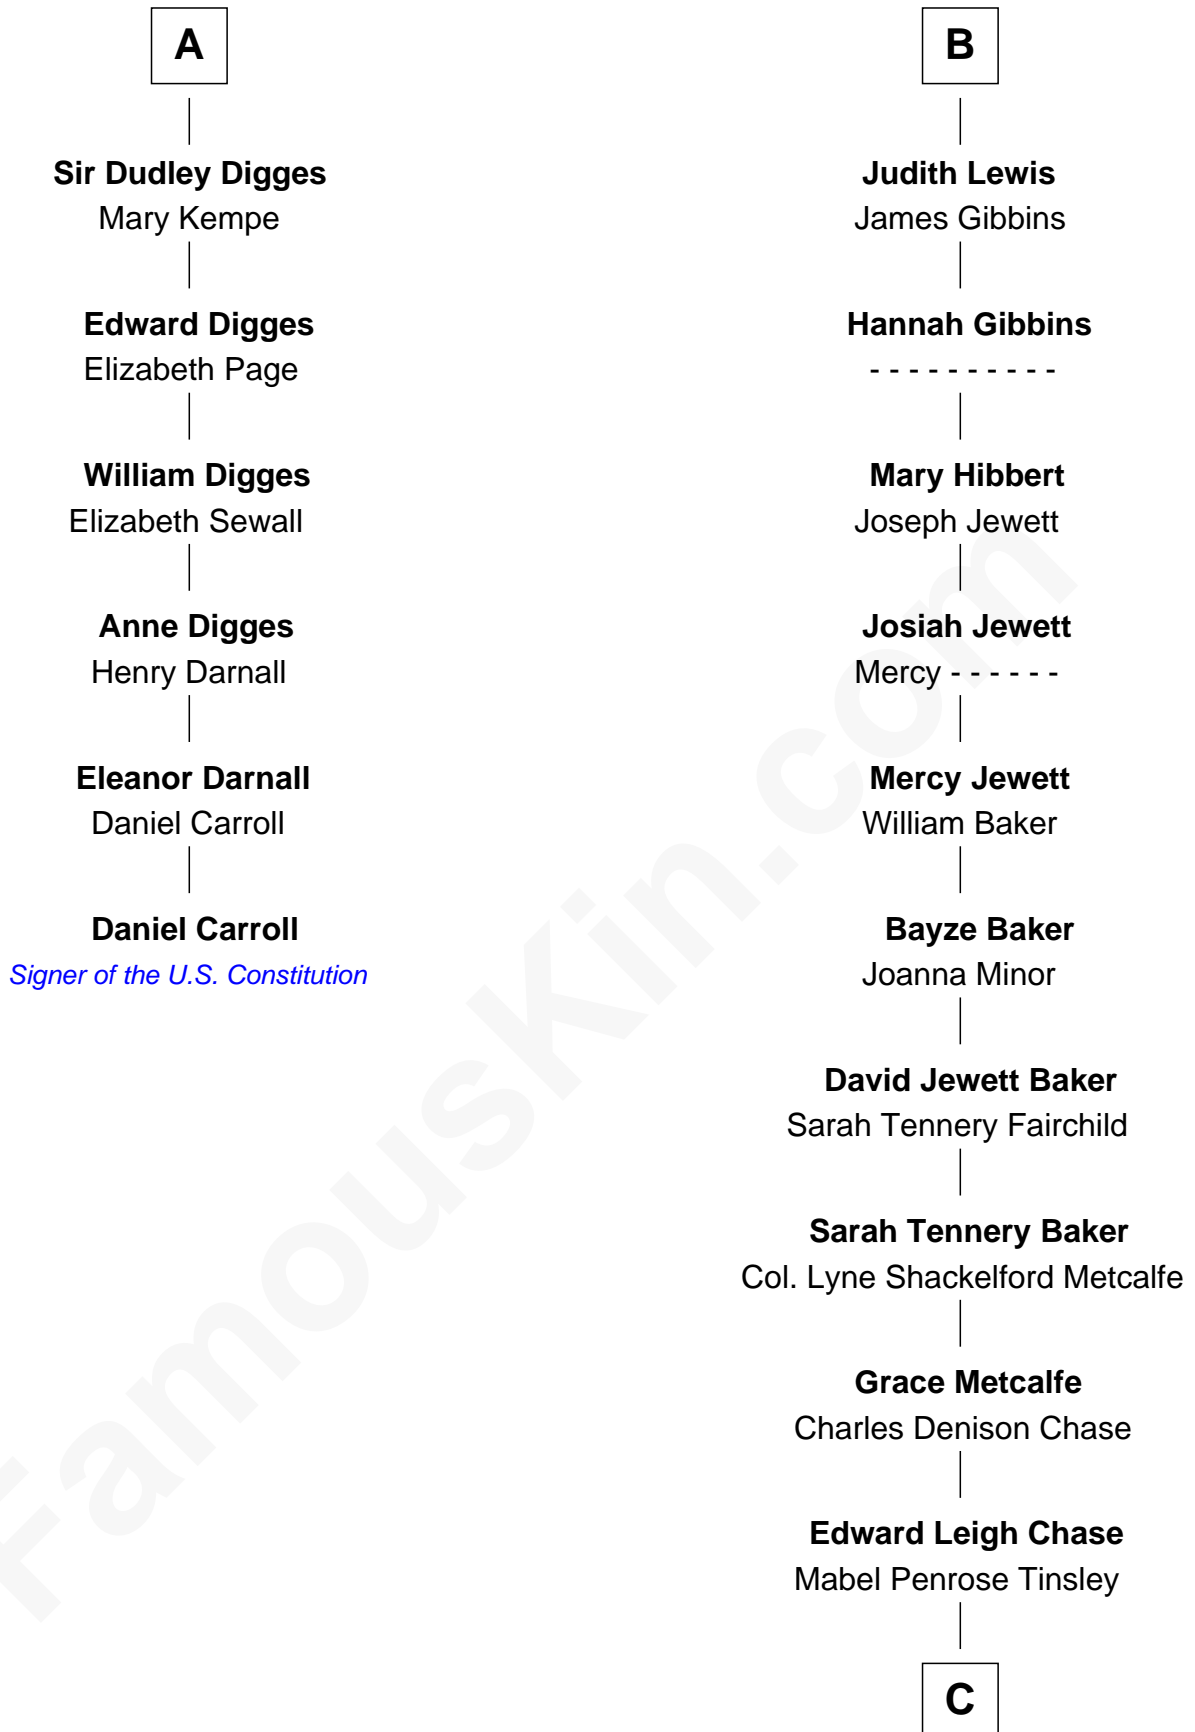 A
Sir Dudley Digges
Mary Kempe
Edward Digges
Elizabeth Page
William Digges
Elizabeth Sewall
Anne Digges
Henry Darnall
Eleanor Darnall
Daniel Carroll
Daniel Carroll
Signer of the U.S. Constitution
B
Judith Lewis
James Gibbins
Hannah Gibbins
- - - - - - - - - -
Mary Hibbert
Joseph Jewett
Josiah Jewett
Mercy - - - - - -
Mercy Jewett
William Baker
Bayze Baker
Joanna Minor
David Jewett Baker
Sarah Tennery Fairchild
Sarah Tennery Baker
Col. Lyne Shackelford Metcalfe
Grace Metcalfe
Charles Denison Chase
Edward Leigh Chase
Mabel Penrose Tinsley
C
FamousKin.com